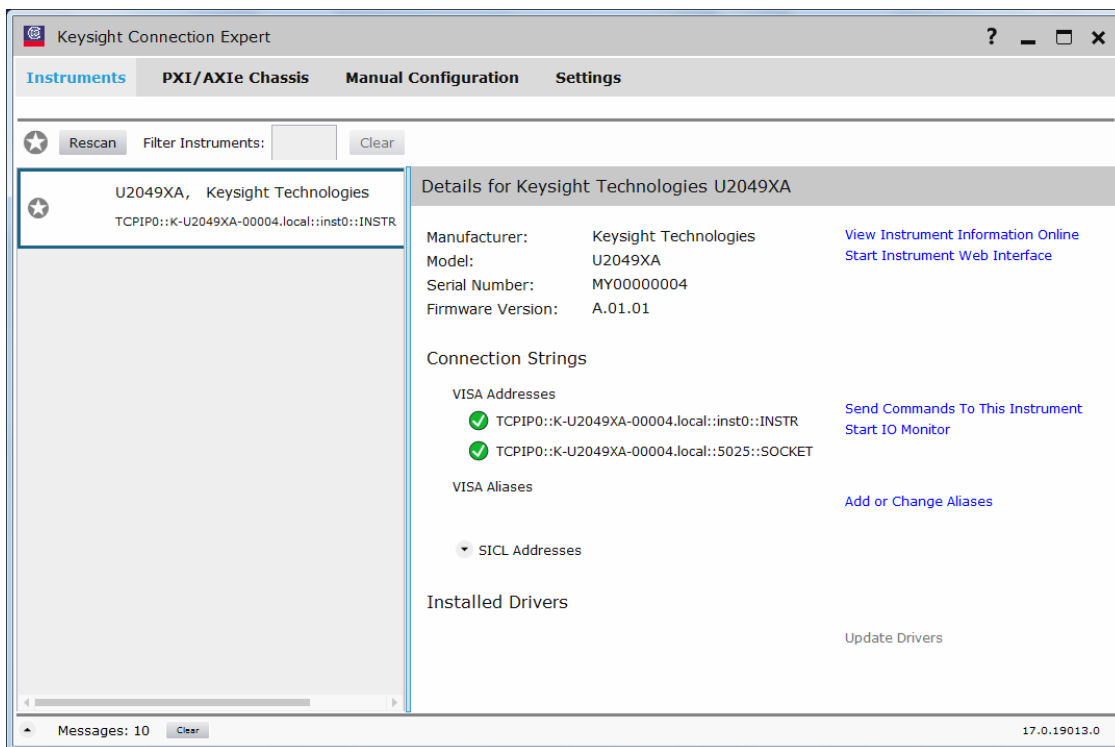 Keysight Connection Expert
?
Instruments PXI/AXIe Chassis Manual Configuration Settings
Rescan Filter Instruments: Clear
U2049XA, Keysight Technologies
TCPIP0::K-U2049XA-00004.local::inst0::INSTR
Details for Keysight Technologies U2049XA
Manufacturer: Keysight Technologies View Instrument Information Online
Model: U2049XA Start Instrument Web Interface
Serial Number: MY00000004
Firmware Version: A.01.01
Connection Strings
VISA Addresses
TCPIP0::K-U2049XA-00004.local::inst0::INSTR Send Commands To This Instrument
Start IO Monitor
TCPIP0::K-U2049XA-00004.local::5025::SOCKET
VISA Aliases
Add or Change Aliases
SICL Addresses
Installed Drivers
Update Drivers
Messages: 10 Clear 17.0.19013.0